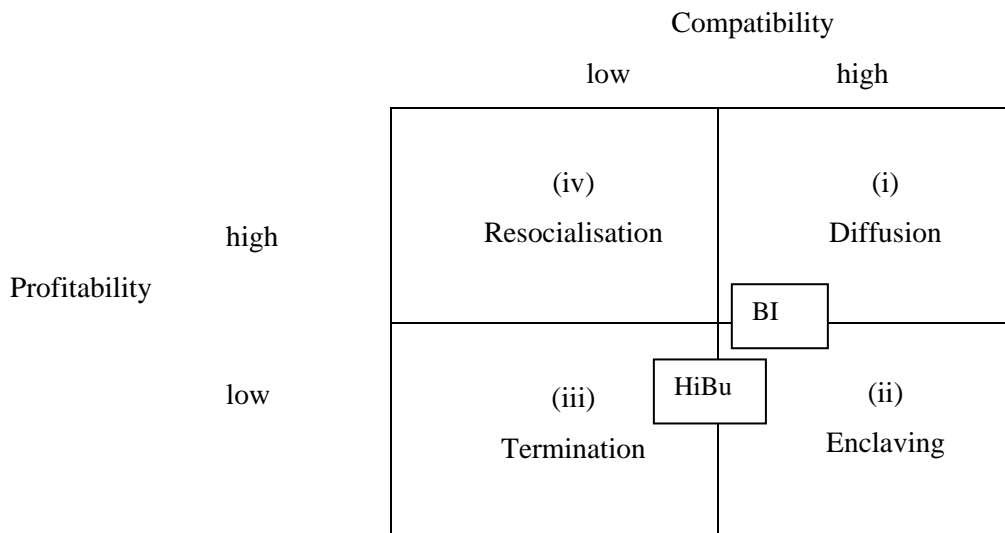 Compatibility
low high
(iv) (i)
Resocialisation Diffusion
high
Profitability
BI
low
HiBu
(iii) (ii)
Termination Enclaving